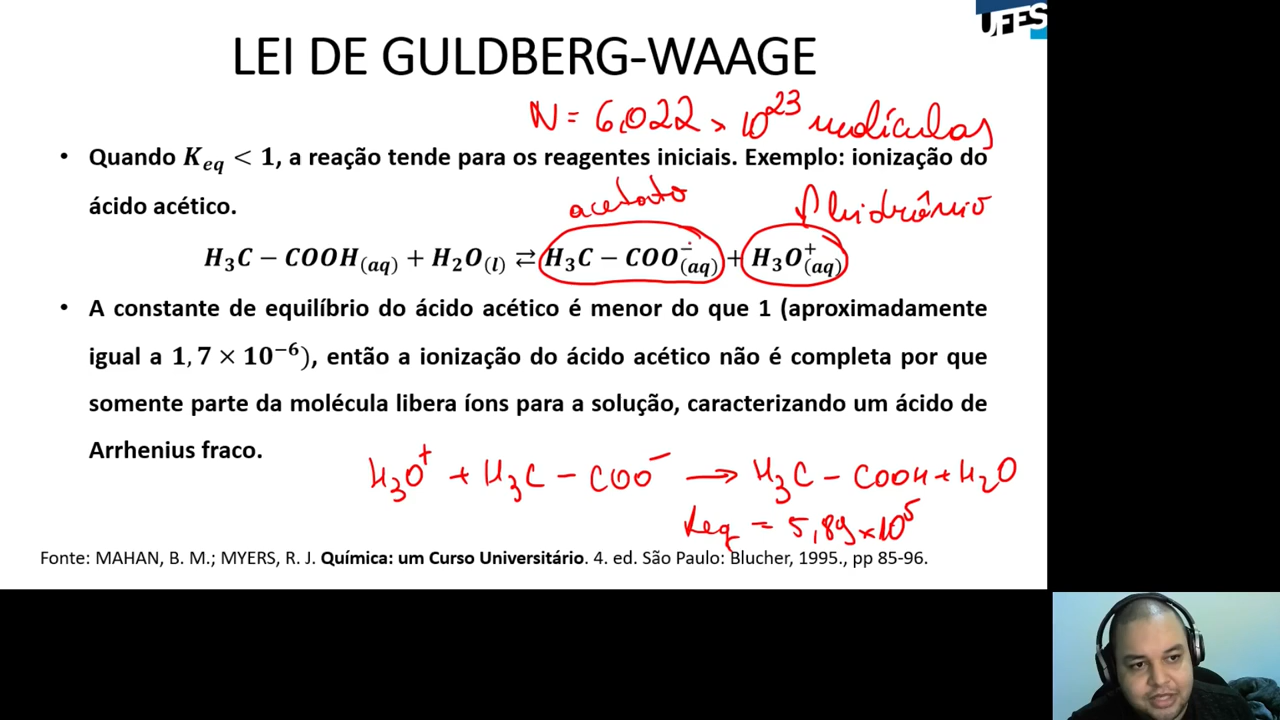 UFES
LEI DE GULDBERG-WAAGE
N = 6,022 × 10²³ moléculas
• Quando K_eq < 1, a reação tende para os reagentes iniciais. Exemplo: ionização do
ácido acético.
acetato hidrônio
H₃C − COOH₍aq₎ + H₂O₍l₎ ⇄ H₃C − COO⁻₍aq₎ + H₃O⁺₍aq₎
• A constante de equilíbrio do ácido acético é menor do que 1 (aproximadamente
igual a 1,7 × 10⁻⁶), então a ionização do ácido acético não é completa por que
somente parte da molécula libera íons para a solução, caracterizando um ácido de
Arrhenius fraco.
H₃O⁺ + H₃C − COO⁻ → H₃C − COOH + H₂O
Keq = 5,89 × 10⁵
Fonte: MAHAN, B. M.; MYERS, R. J. Química: um Curso Universitário. 4. ed. São Paulo: Blucher, 1995., pp 85-96.